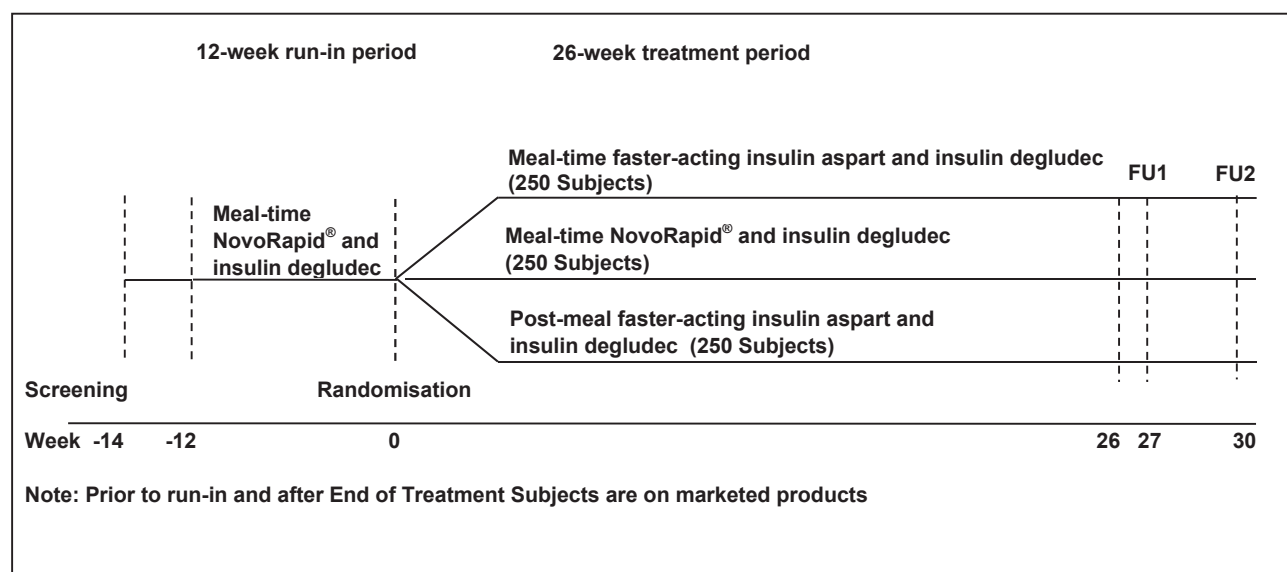 12-week run-in period 26-week treatment period
Meal-time faster-acting insulin aspart and insulin degludec
(250 Subjects)
FU1 FU2
Meal-time
NovoRapid® and
insulin degludec
Meal-time NovoRapid® and insulin degludec
(250 Subjects)
Post-meal faster-acting insulin aspart and
insulin degludec (250 Subjects)
Screening Randomisation
Week -14 -12 0 26 27 30
Note: Prior to run-in and after End of Treatment Subjects are on marketed products